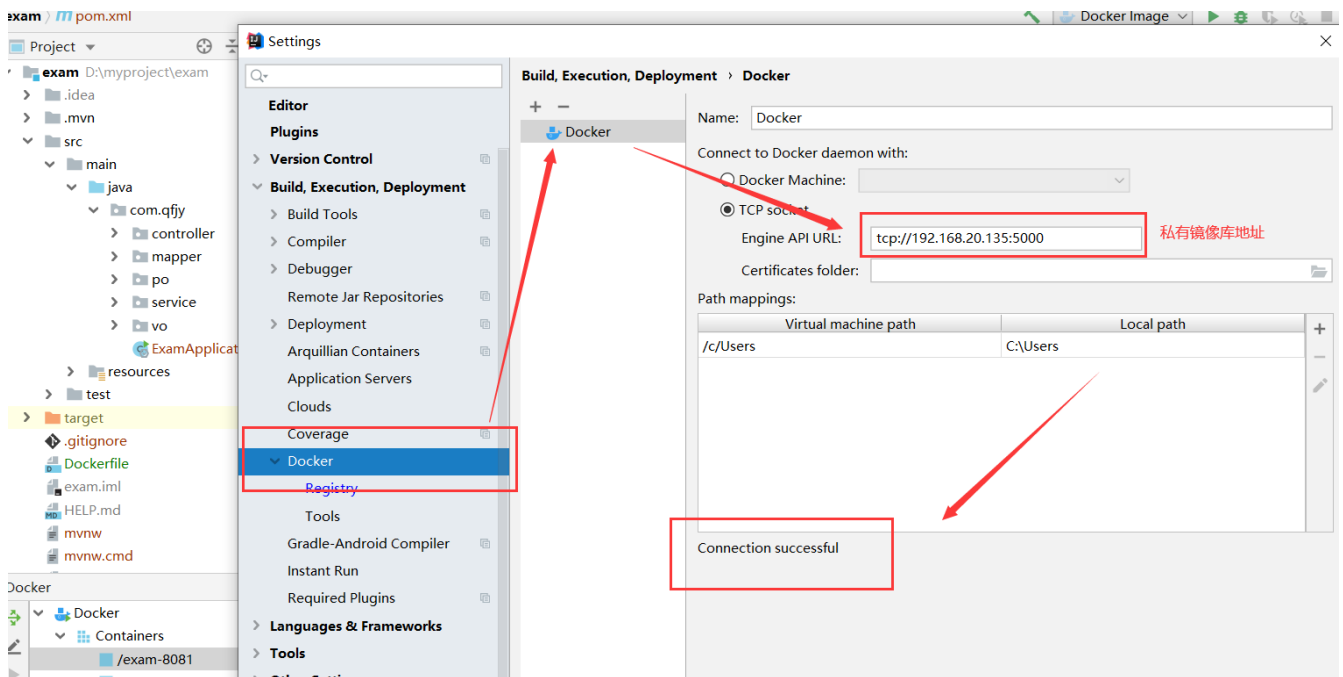 exam 〉 m pom.xml
Docker Image
Project
Settings
exam D:\myproject\exam
.idea
.mvn
src
main
java
com.qfjy
controller
mapper
po
service
vo
ExamApplicat
resources
test
target
.gitignore
Dockerfile
exam.iml
HELP.md
mvnw
mvnw.cmd
Docker
Docker
Containers
/exam-8081
Editor
Plugins
Version Control
Build, Execution, Deployment
Build Tools
Compiler
Debugger
Remote Jar Repositories
Deployment
Arquillian Containers
Application Servers
Clouds
Coverage
Docker
Registry
Tools
Gradle-Android Compiler
Instant Run
Required Plugins
Languages & Frameworks
Tools
Build, Execution, Deployment › Docker
Docker
Name: Docker
Connect to Docker daemon with:
Docker Machine:
TCP socket
Engine API URL: tcp://192.168.20.135:5000
私有镜像库地址
Certificates folder:
Path mappings:
Virtual machine path Local path
/c/Users C:\Users
Connection successful